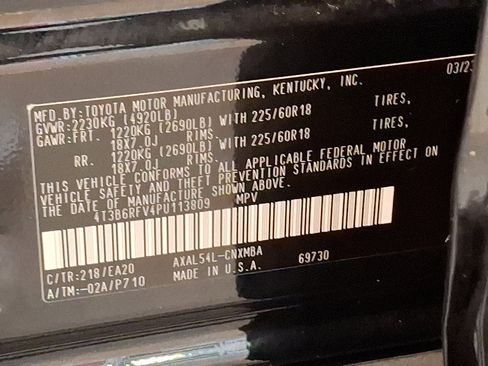 MFD.BY:TOYOTA MOTOR MANUFACTURING, KENTUCKY, INC. 03/23
GVWR:2230KG (4920LB)
GAWR:FRT. 1220KG (2690LB) WITH 225/60R18 TIRES,
18X7.0J RIMS.
RR. 1220KG (2690LB) WITH 225/60R18 TIRES,
18X7.0J RIMS.
THIS VEHICLE CONFORMS TO ALL APPLICABLE FEDERAL MOTOR
VEHICLE SAFETY AND THEFT PREVENTION STANDARDS IN EFFECT ON
THE DATE OF MANUFACTURE SHOWN ABOVE.
4T3B6RFV4PU113809 MPV
C/TR:218/EA20 AXAL54L-CNXMBA
A/TM:-02A/P710 MADE IN U.S.A. 69730